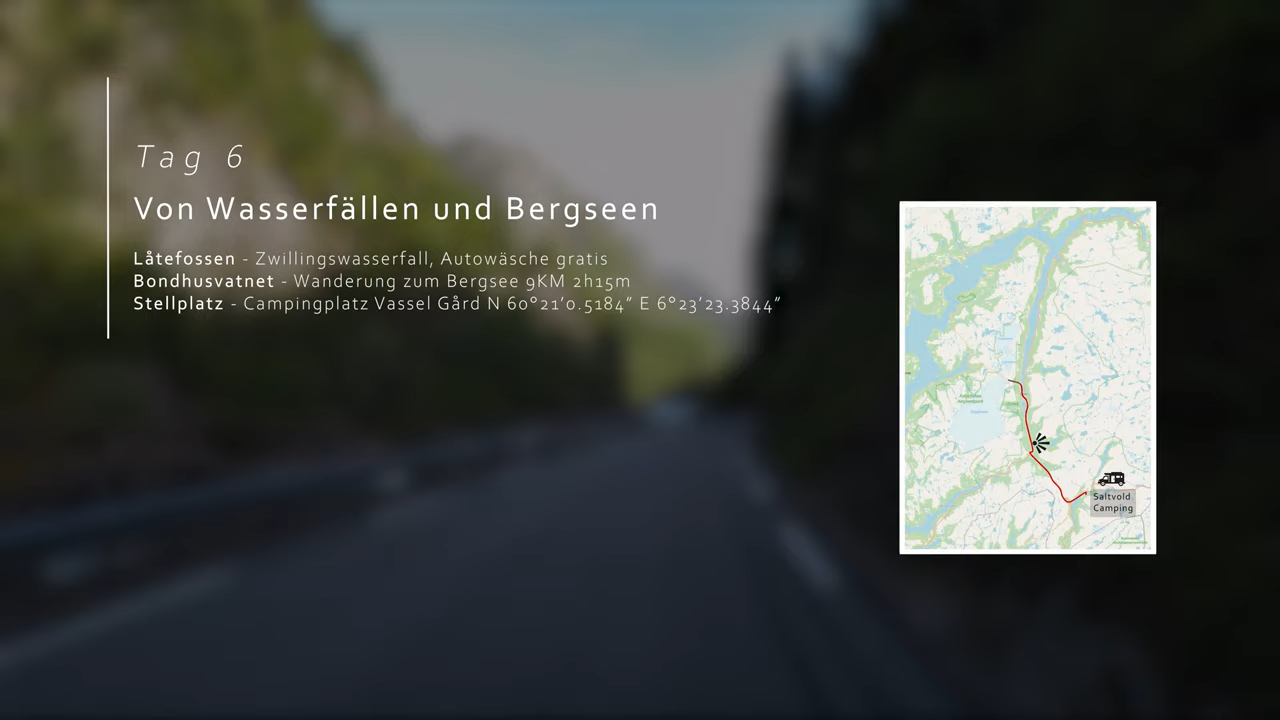 Tag 6
Von Wasserfällen und Bergseen
Låtefossen - Zwillingswasserfall, Autowäsche gratis
Bondhusvatnet - Wanderung zum Bergsee 9KM 2h15m
Stellplatz - Campingplatz Vassel Gård N 60°21'0.5184" E 6°23'23.3844"
Saltvold
Camping